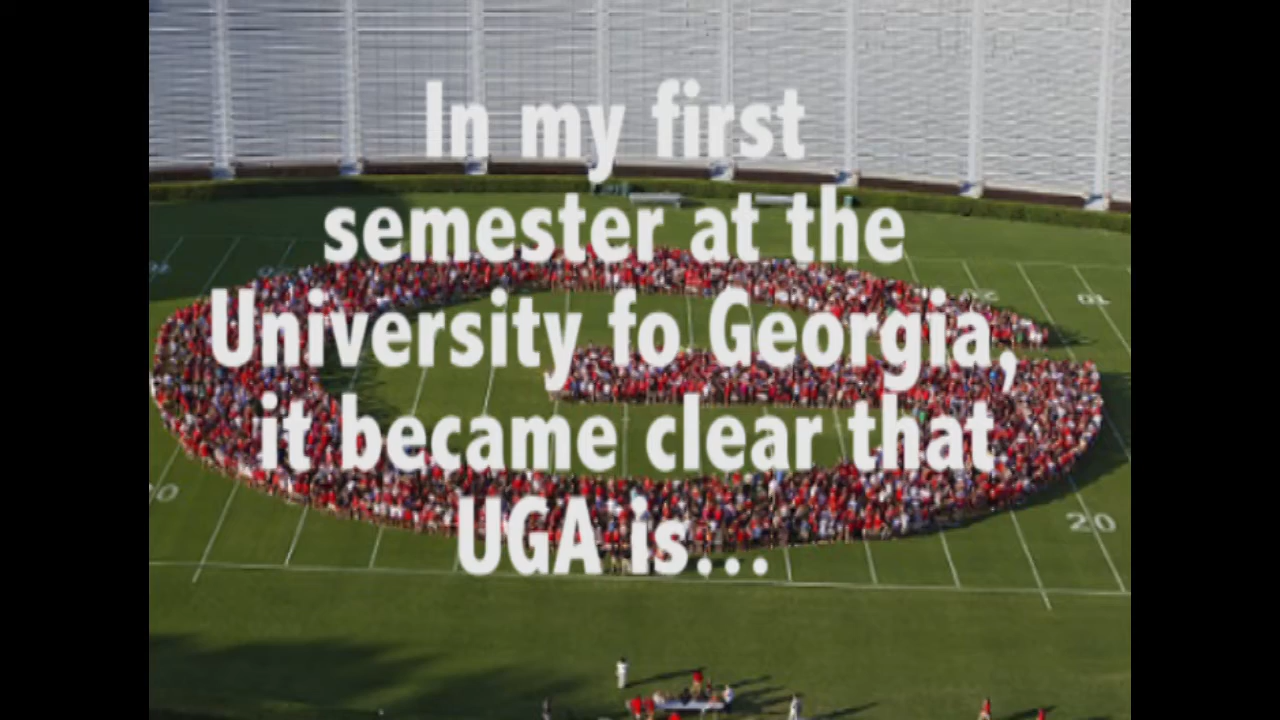 In my first
semester at the
University fo Georgia,
it became clear that
UGA is...
20